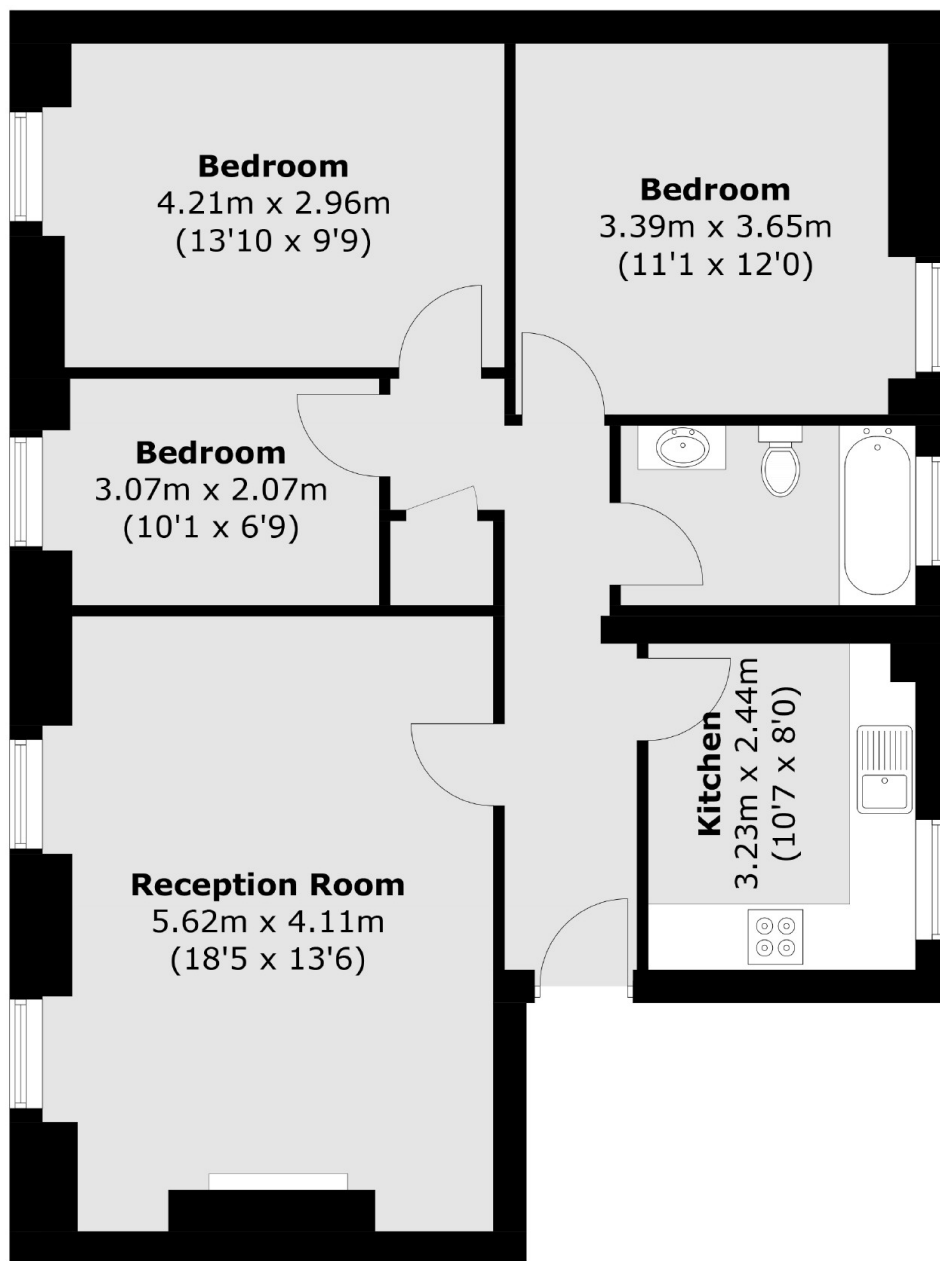 Bedroom
4.21m x 2.96m
(13'10 x 9'9)
Bedroom
3.39m x 3.65m
(11'1 x 12'0)
Bedroom
3.07m x 2.07m
(10'1 x 6'9)
Kitchen
3.23m x 2.44m
(10'7 x 8'0)
Reception Room
5.62m x 4.11m
(18'5 x 13'6)